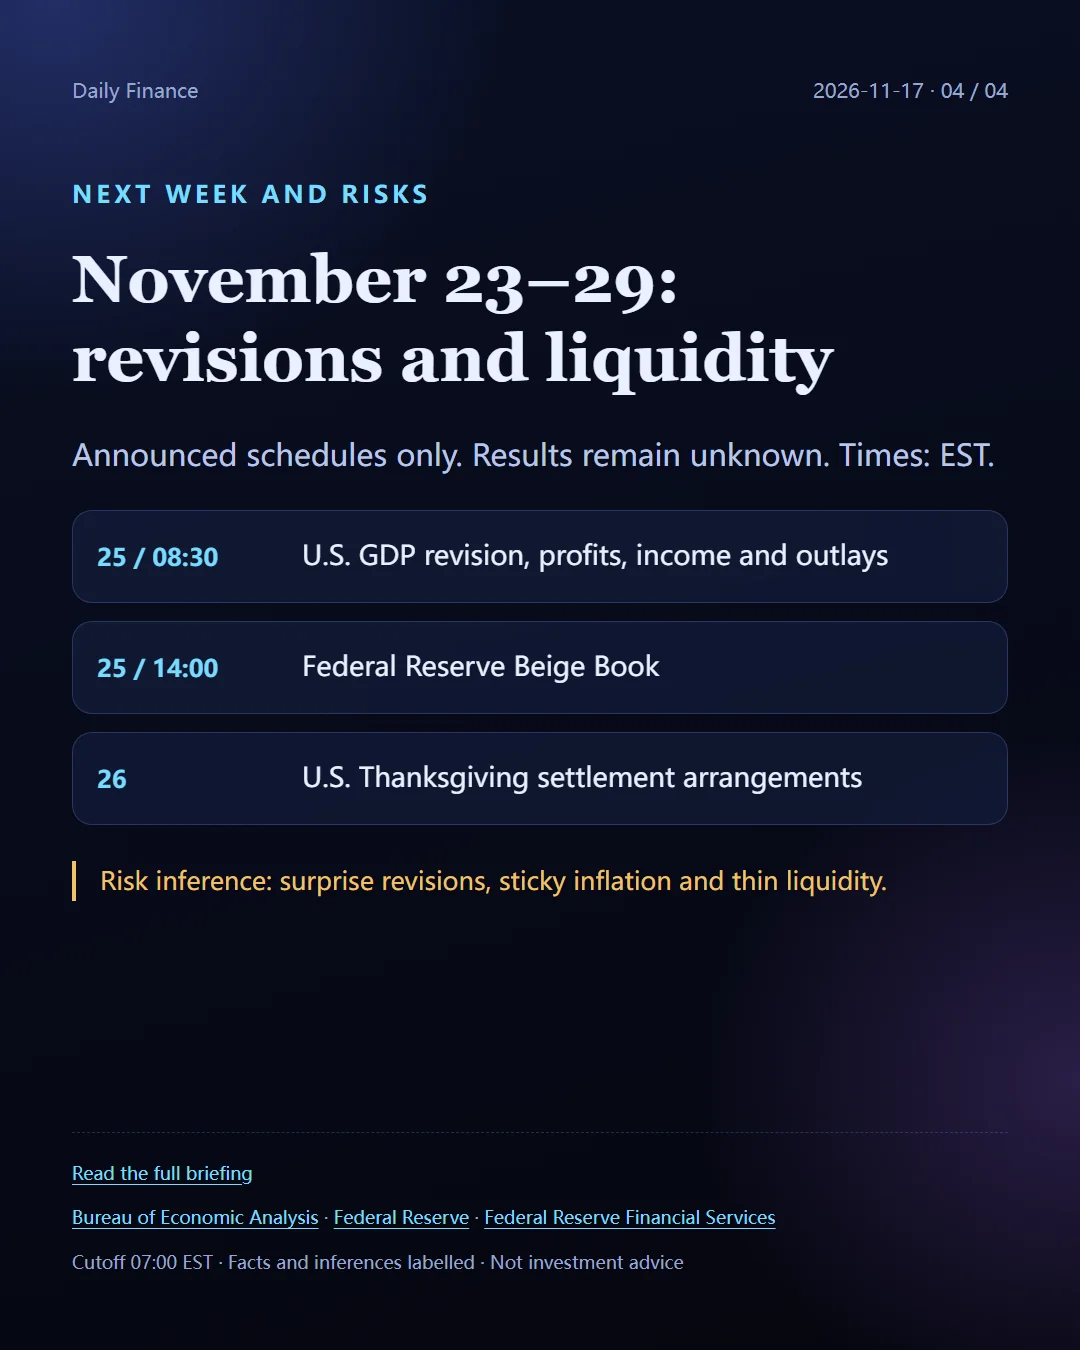 Daily Finance
2026-11-17 · 04 / 04
NEXT WEEK AND RISKS
November 23–29:
revisions and liquidity
Announced schedules only. Results remain unknown. Times: EST.
25 / 08:30 U.S. GDP revision, profits, income and outlays
25 / 14:00 Federal Reserve Beige Book
26 U.S. Thanksgiving settlement arrangements
Risk inference: surprise revisions, sticky inflation and thin liquidity.
Read the full briefing
Bureau of Economic Analysis · Federal Reserve · Federal Reserve Financial Services
Cutoff 07:00 EST · Facts and inferences labelled · Not investment advice